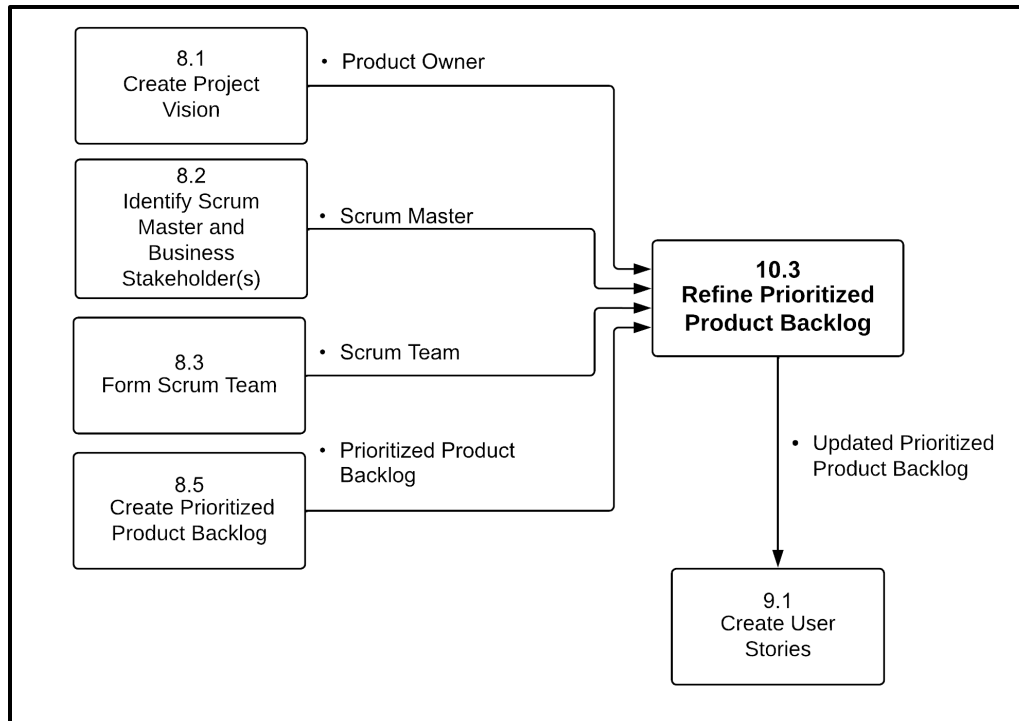 8.1
Create Project
Vision
• Product Owner
8.2
Identify Scrum
Master and
Business
Stakeholder(s)
• Scrum Master
8.3
Form Scrum Team
• Scrum Team
8.5
Create Prioritized
Product Backlog
• Prioritized Product
Backlog
10.3
Refine Prioritized
Product Backlog
• Updated Prioritized
Product Backlog
9.1
Create User
Stories